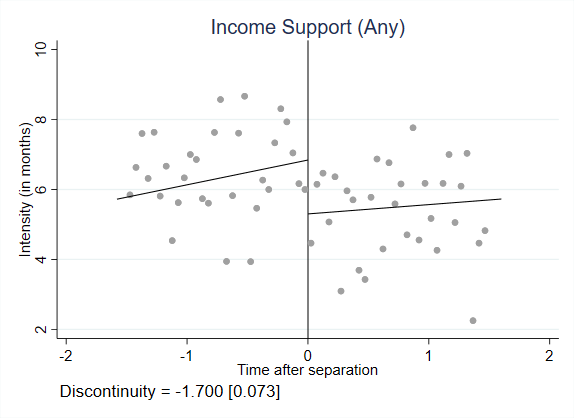 Income Support (Any)
Intensity (in months)
10
8
6
4
2
-2
-1
0
1
2
Time after separation
Discontinuity = -1.700 [0.073]